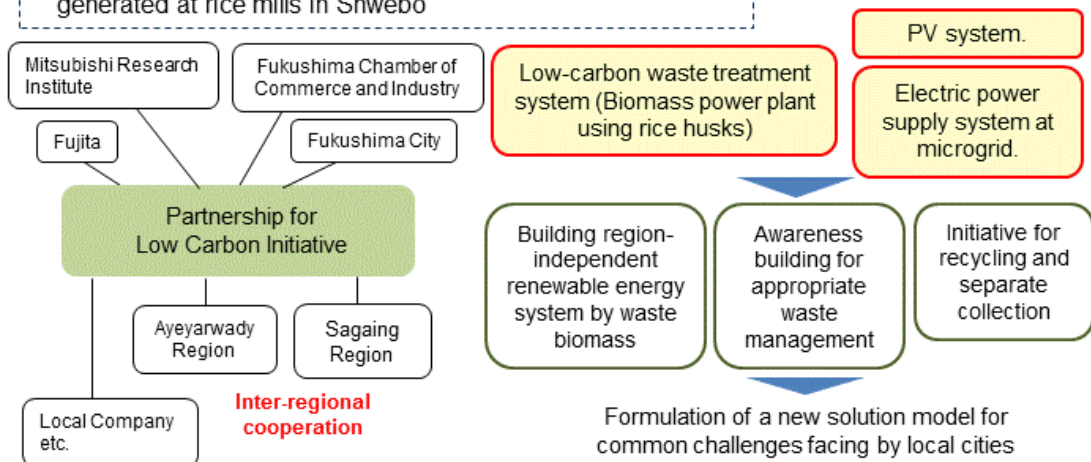 generated at rice mills in Shwebo
Mitsubishi Research
Institute
Fukushima Chamber of
Commerce and Industry
Fujita
Fukushima City
Partnership for
Low Carbon Initiative
Ayeyarwady
Region
Sagaing
Region
Inter-regional
cooperation
Local Company
etc.
Low-carbon waste treatment
system (Biomass power plant
using rice husks)
PV system.
Electric power
supply system at
microgrid.
Building region-
independent
renewable energy
system by waste
biomass
Awareness
building for
appropriate
waste
management
Initiative for
recycling and
separate
collection
Formulation of a new solution model for
common challenges facing by local cities